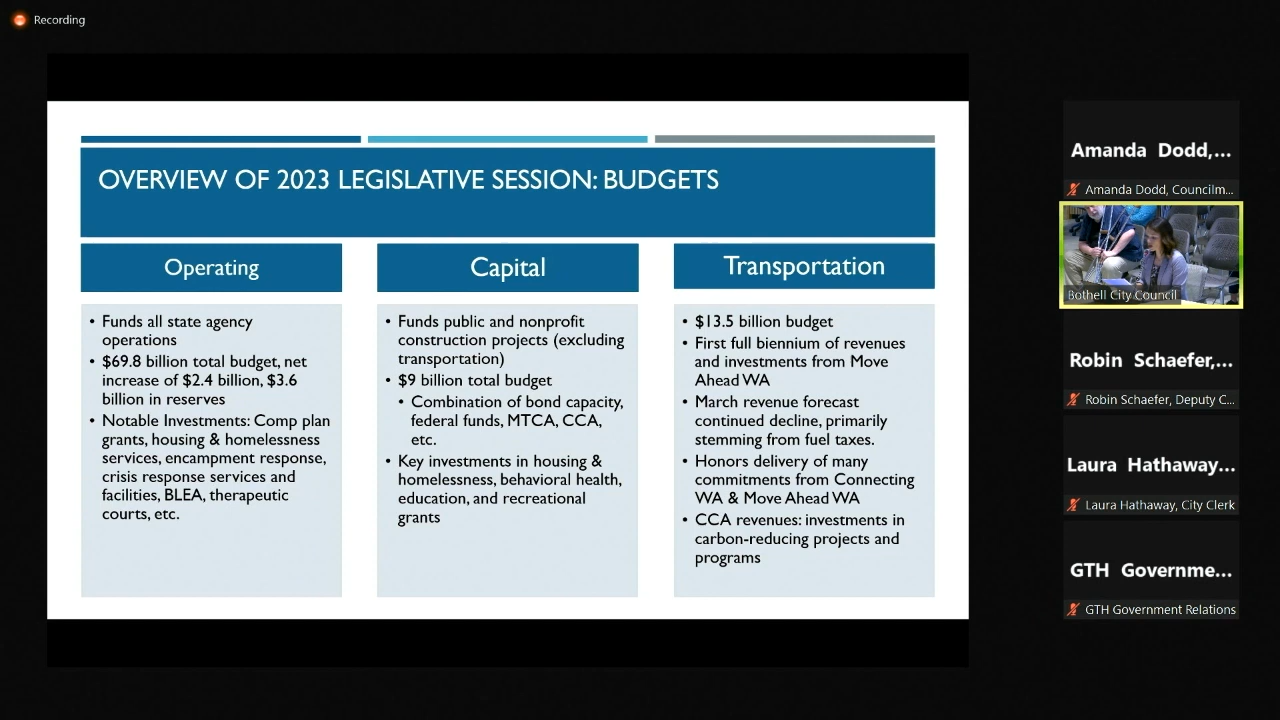 Recording
OVERVIEW OF 2023 LEGISLATIVE SESSION: BUDGETS
Operating
• Funds all state agency
operations
• $69.8 billion total budget, net
increase of $2.4 billion, $3.6
billion in reserves
• Notable Investments: Comp plan
grants, housing & homelessness
services, encampment response,
crisis response services and
facilities, BLEA, therapeutic
courts, etc.
Capital
• Funds public and nonprofit
construction projects (excluding
transportation)
• $9 billion total budget
• Combination of bond capacity,
federal funds, MTCA, CCA,
etc.
• Key investments in housing &
homelessness, behavioral health,
education, and recreational
grants
Transportation
• $13.5 billion budget
• First full biennium of revenues
and investments from Move
Ahead WA
• March revenue forecast
continued decline, primarily
stemming from fuel taxes.
• Honors delivery of many
commitments from Connecting
WA & Move Ahead WA
• CCA revenues: investments in
carbon-reducing projects and
programs
Amanda Dodd,...
Amanda Dodd, Councilm...
Bothell City Council
Robin Schaefer,...
Robin Schaefer, Deputy C...
Laura Hathaway...
Laura Hathaway, City Clerk
GTH Governme...
GTH Government Relations